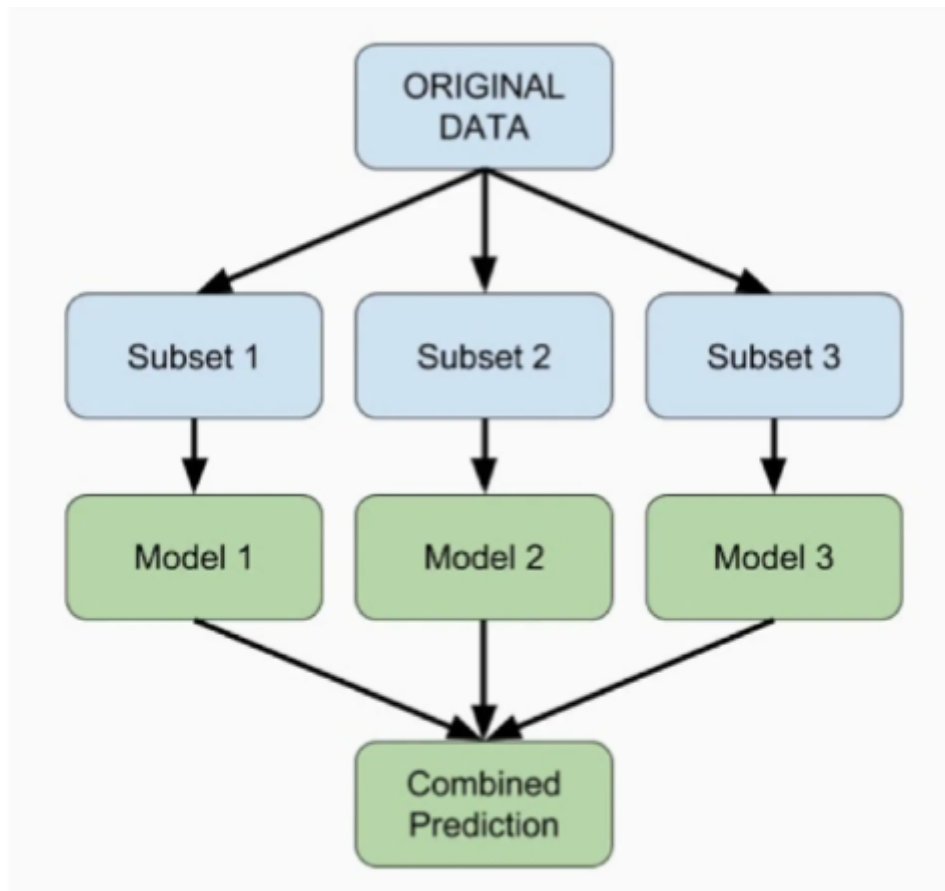 ORIGINAL
DATA
Subset 1
Subset 2
Subset 3
Model 1
Model 2
Model 3
Combined
Prediction